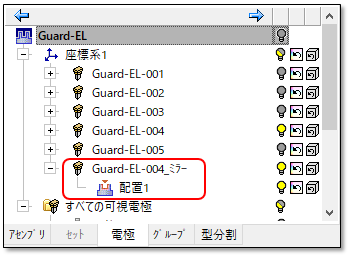 Guard-EL
座標系1
Guard-EL-001
Guard-EL-002
Guard-EL-003
Guard-EL-004
Guard-EL-005
Guard-EL-004_ﾐﾗｰ
配置1
すべての可視電極
ｱｾﾝﾌﾞﾘ セット 電極 ｸﾞﾙｰﾌﾟ 型分割